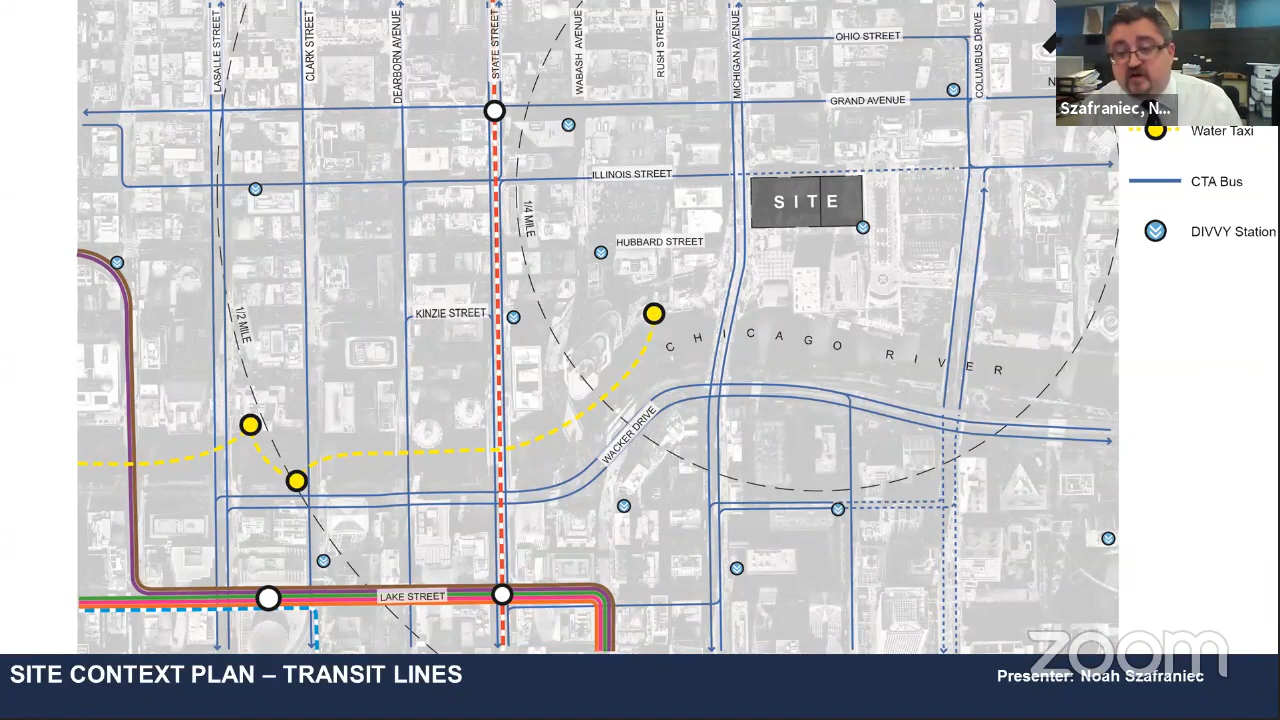 LASALLE STREET
CLARK STREET
DEARBORN AVENUE
STATE STREET
WABASH AVENUE
RUSH STREET
MICHIGAN AVENUE
OHIO STREET
COLUMBUS DRIVE
N
GRAND AVENUE
Szafraniec, N...
Water Taxi
ILLINOIS STREET
CTA Bus
SITE
1/4 MILE
DIVVY Station
HUBBARD STREET
KINZIE STREET
1/2 MILE
CHICAGO RIVER
WACKER DRIVE
LAKE STREET
zoom
SITE CONTEXT PLAN – TRANSIT LINES
Presenter: Noah Szafraniec